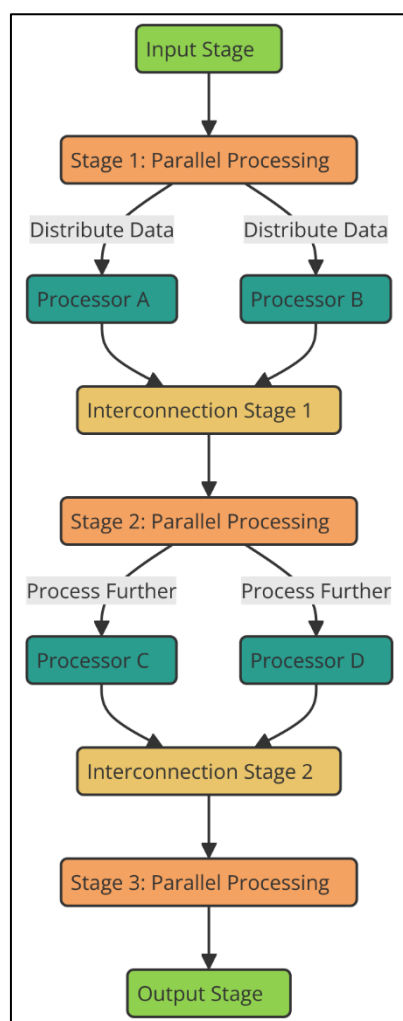 Input Stage
Stage 1: Parallel Processing
Distribute Data
Distribute Data
Processor A
Processor B
Interconnection Stage 1
Stage 2: Parallel Processing
Process Further
Process Further
Processor C
Processor D
Interconnection Stage 2
Stage 3: Parallel Processing
Output Stage